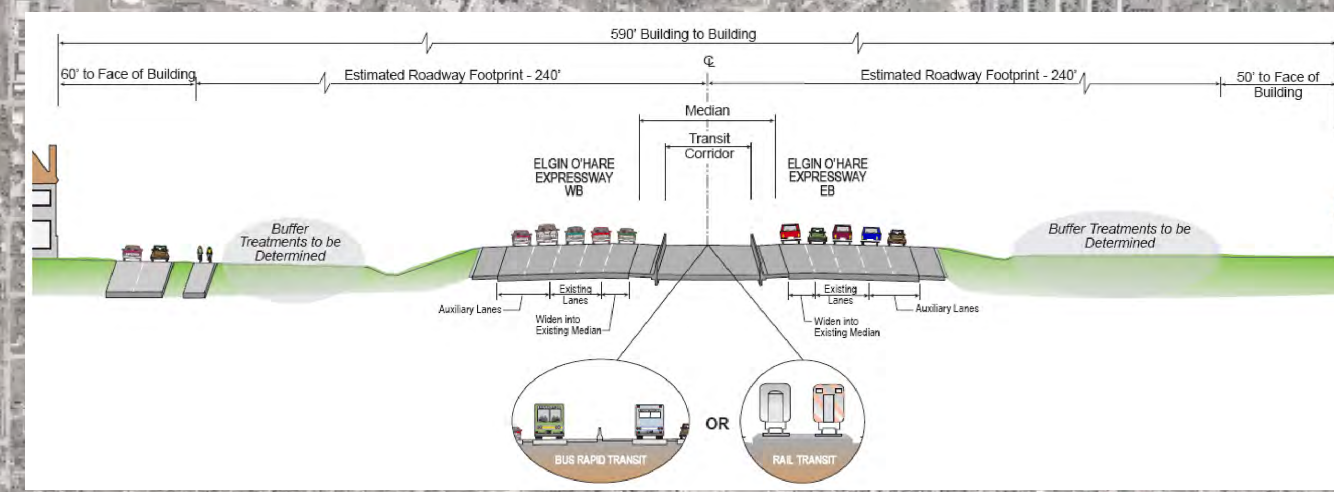 590' Building to Building
℄
60' to Face of Building
Estimated Roadway Footprint - 240'
Estimated Roadway Footprint - 240'
50' to Face of
Building
Median
Transit
Corridor
ELGIN O'HARE
EXPRESSWAY
WB
ELGIN O'HARE
EXPRESSWAY
EB
Buffer
Treatments to be
Determined
Buffer Treatments to be
Determined
Auxiliary Lanes
Existing
Lanes
Widen into
Existing Median
Existing
Lanes
Widen into
Existing Median
Auxiliary Lanes
OR
BUS RAPID TRANSIT
RAIL TRANSIT